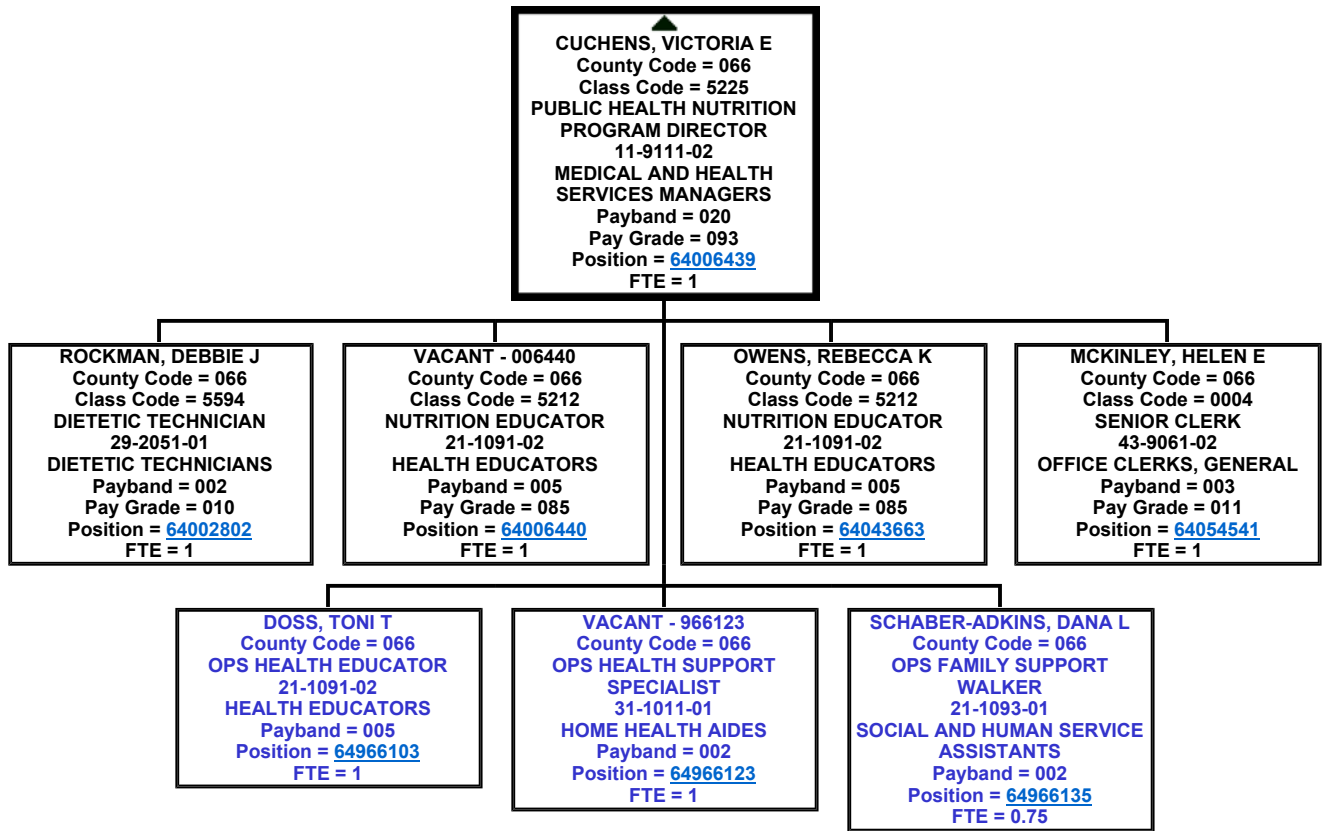 CUCHENS, VICTORIA E
County Code = 066
Class Code = 5225
PUBLIC HEALTH NUTRITION
PROGRAM DIRECTOR
11-9111-02
MEDICAL AND HEALTH
SERVICES MANAGERS
Payband = 020
Pay Grade = 093
Position = 64006439
FTE = 1
ROCKMAN, DEBBIE J
County Code = 066
Class Code = 5594
DIETETIC TECHNICIAN
29-2051-01
DIETETIC TECHNICIANS
Payband = 002
Pay Grade = 010
Position = 64002802
FTE = 1
VACANT - 006440
County Code = 066
Class Code = 5212
NUTRITION EDUCATOR
21-1091-02
HEALTH EDUCATORS
Payband = 005
Pay Grade = 085
Position = 64006440
FTE = 1
OWENS, REBECCA K
County Code = 066
Class Code = 5212
NUTRITION EDUCATOR
21-1091-02
HEALTH EDUCATORS
Payband = 005
Pay Grade = 085
Position = 64043663
FTE = 1
MCKINLEY, HELEN E
County Code = 066
Class Code = 0004
SENIOR CLERK
43-9061-02
OFFICE CLERKS, GENERAL
Payband = 003
Pay Grade = 011
Position = 64054541
FTE = 1
DOSS, TONI T
County Code = 066
OPS HEALTH EDUCATOR
21-1091-02
HEALTH EDUCATORS
Payband = 005
Position = 64966103
FTE = 1
VACANT - 966123
County Code = 066
OPS HEALTH SUPPORT
SPECIALIST
31-1011-01
HOME HEALTH AIDES
Payband = 002
Position = 64966123
FTE = 1
SCHABER-ADKINS, DANA L
County Code = 066
OPS FAMILY SUPPORT
WALKER
21-1093-01
SOCIAL AND HUMAN SERVICE
ASSISTANTS
Payband = 002
Position = 64966135
FTE = 0.75